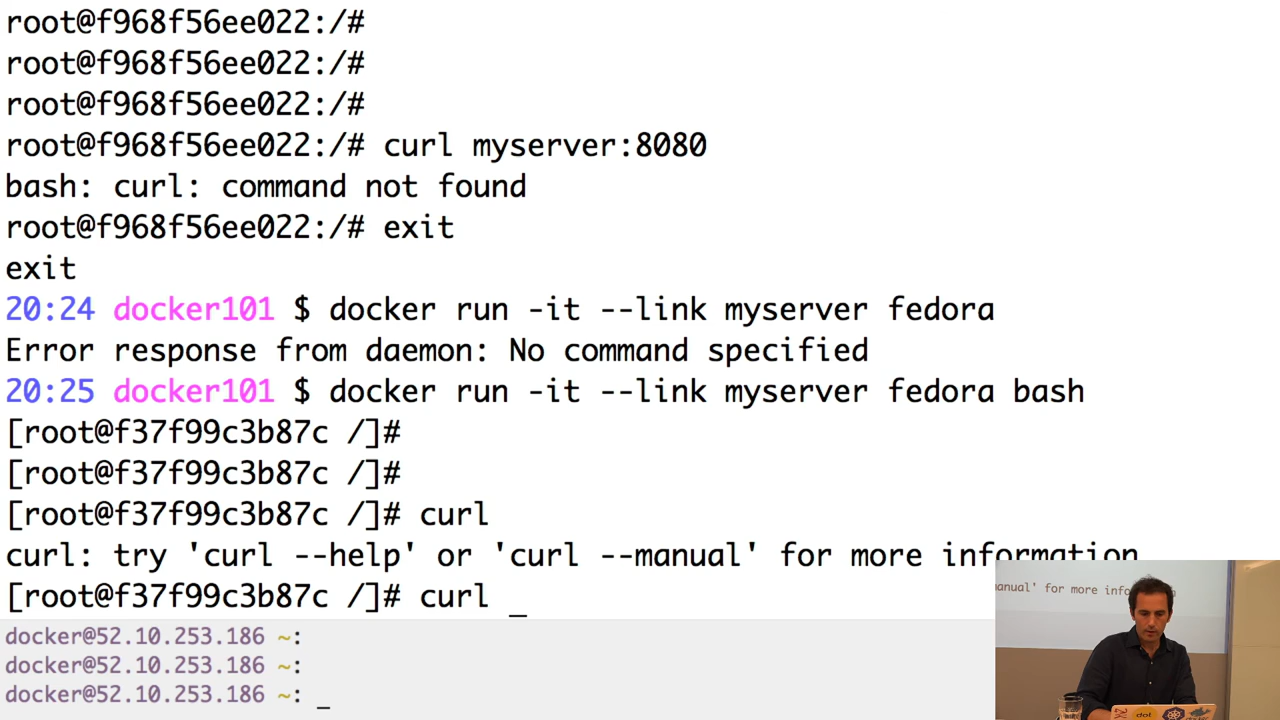 root@f968f56ee022:/#
root@f968f56ee022:/#
root@f968f56ee022:/#
root@f968f56ee022:/# curl myserver:8080
bash: curl: command not found
root@f968f56ee022:/# exit
exit
20:24 docker101 $ docker run -it --link myserver fedora
Error response from daemon: No command specified
20:25 docker101 $ docker run -it --link myserver fedora bash
[root@f37f99c3b87c /]#
[root@f37f99c3b87c /]#
[root@f37f99c3b87c /]# curl
curl: try 'curl --help' or 'curl --manual' for more information
[root@f37f99c3b87c /]# curl _
manual' for more info
docker@52.10.253.186 ~:
docker@52.10.253.186 ~:
docker@52.10.253.186 ~: _